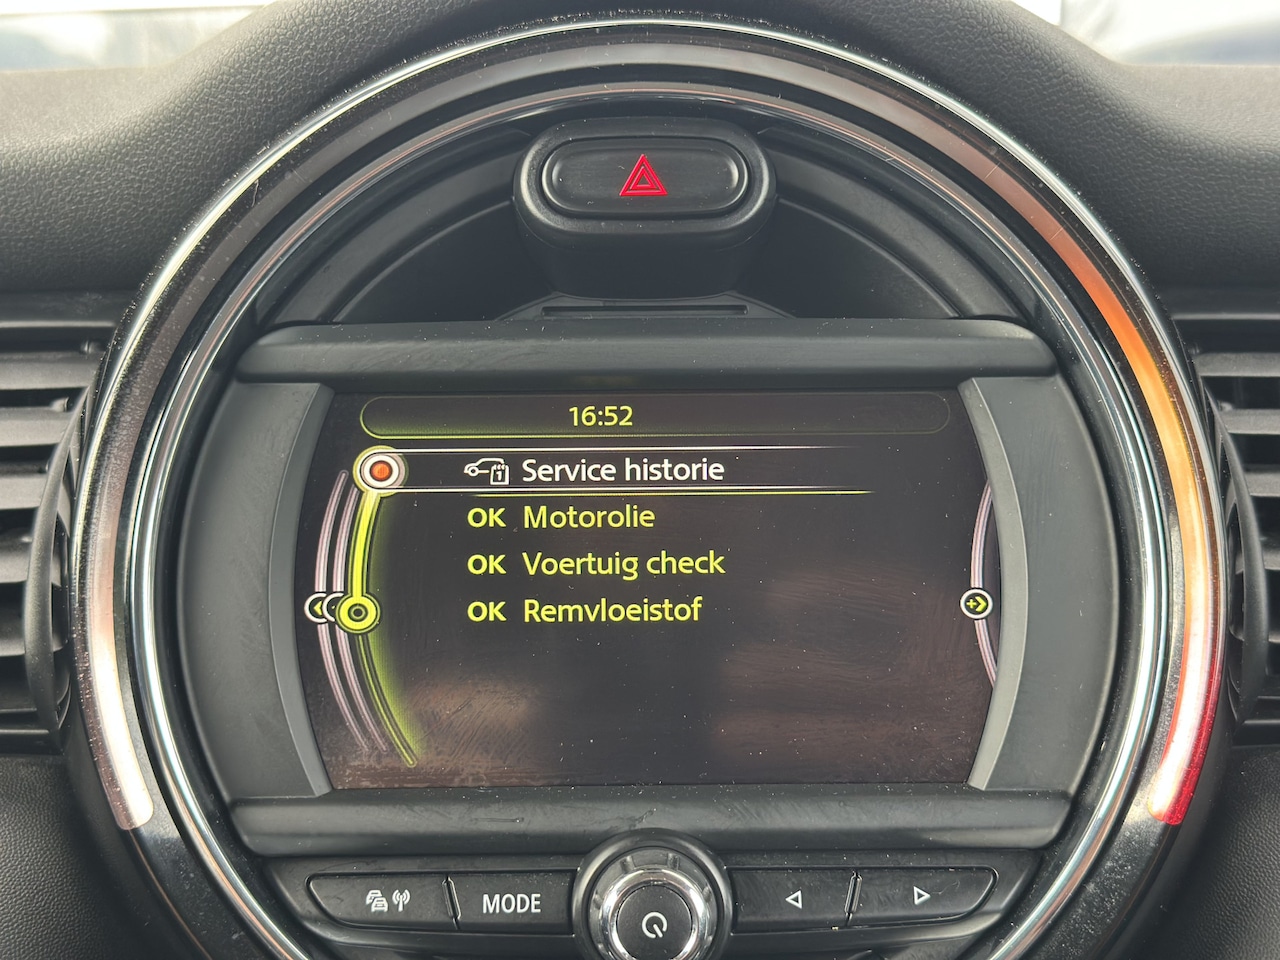 16:52
Service historie
OK Motorolie
OK Voertuig check
OK Remvloeistof
MODE